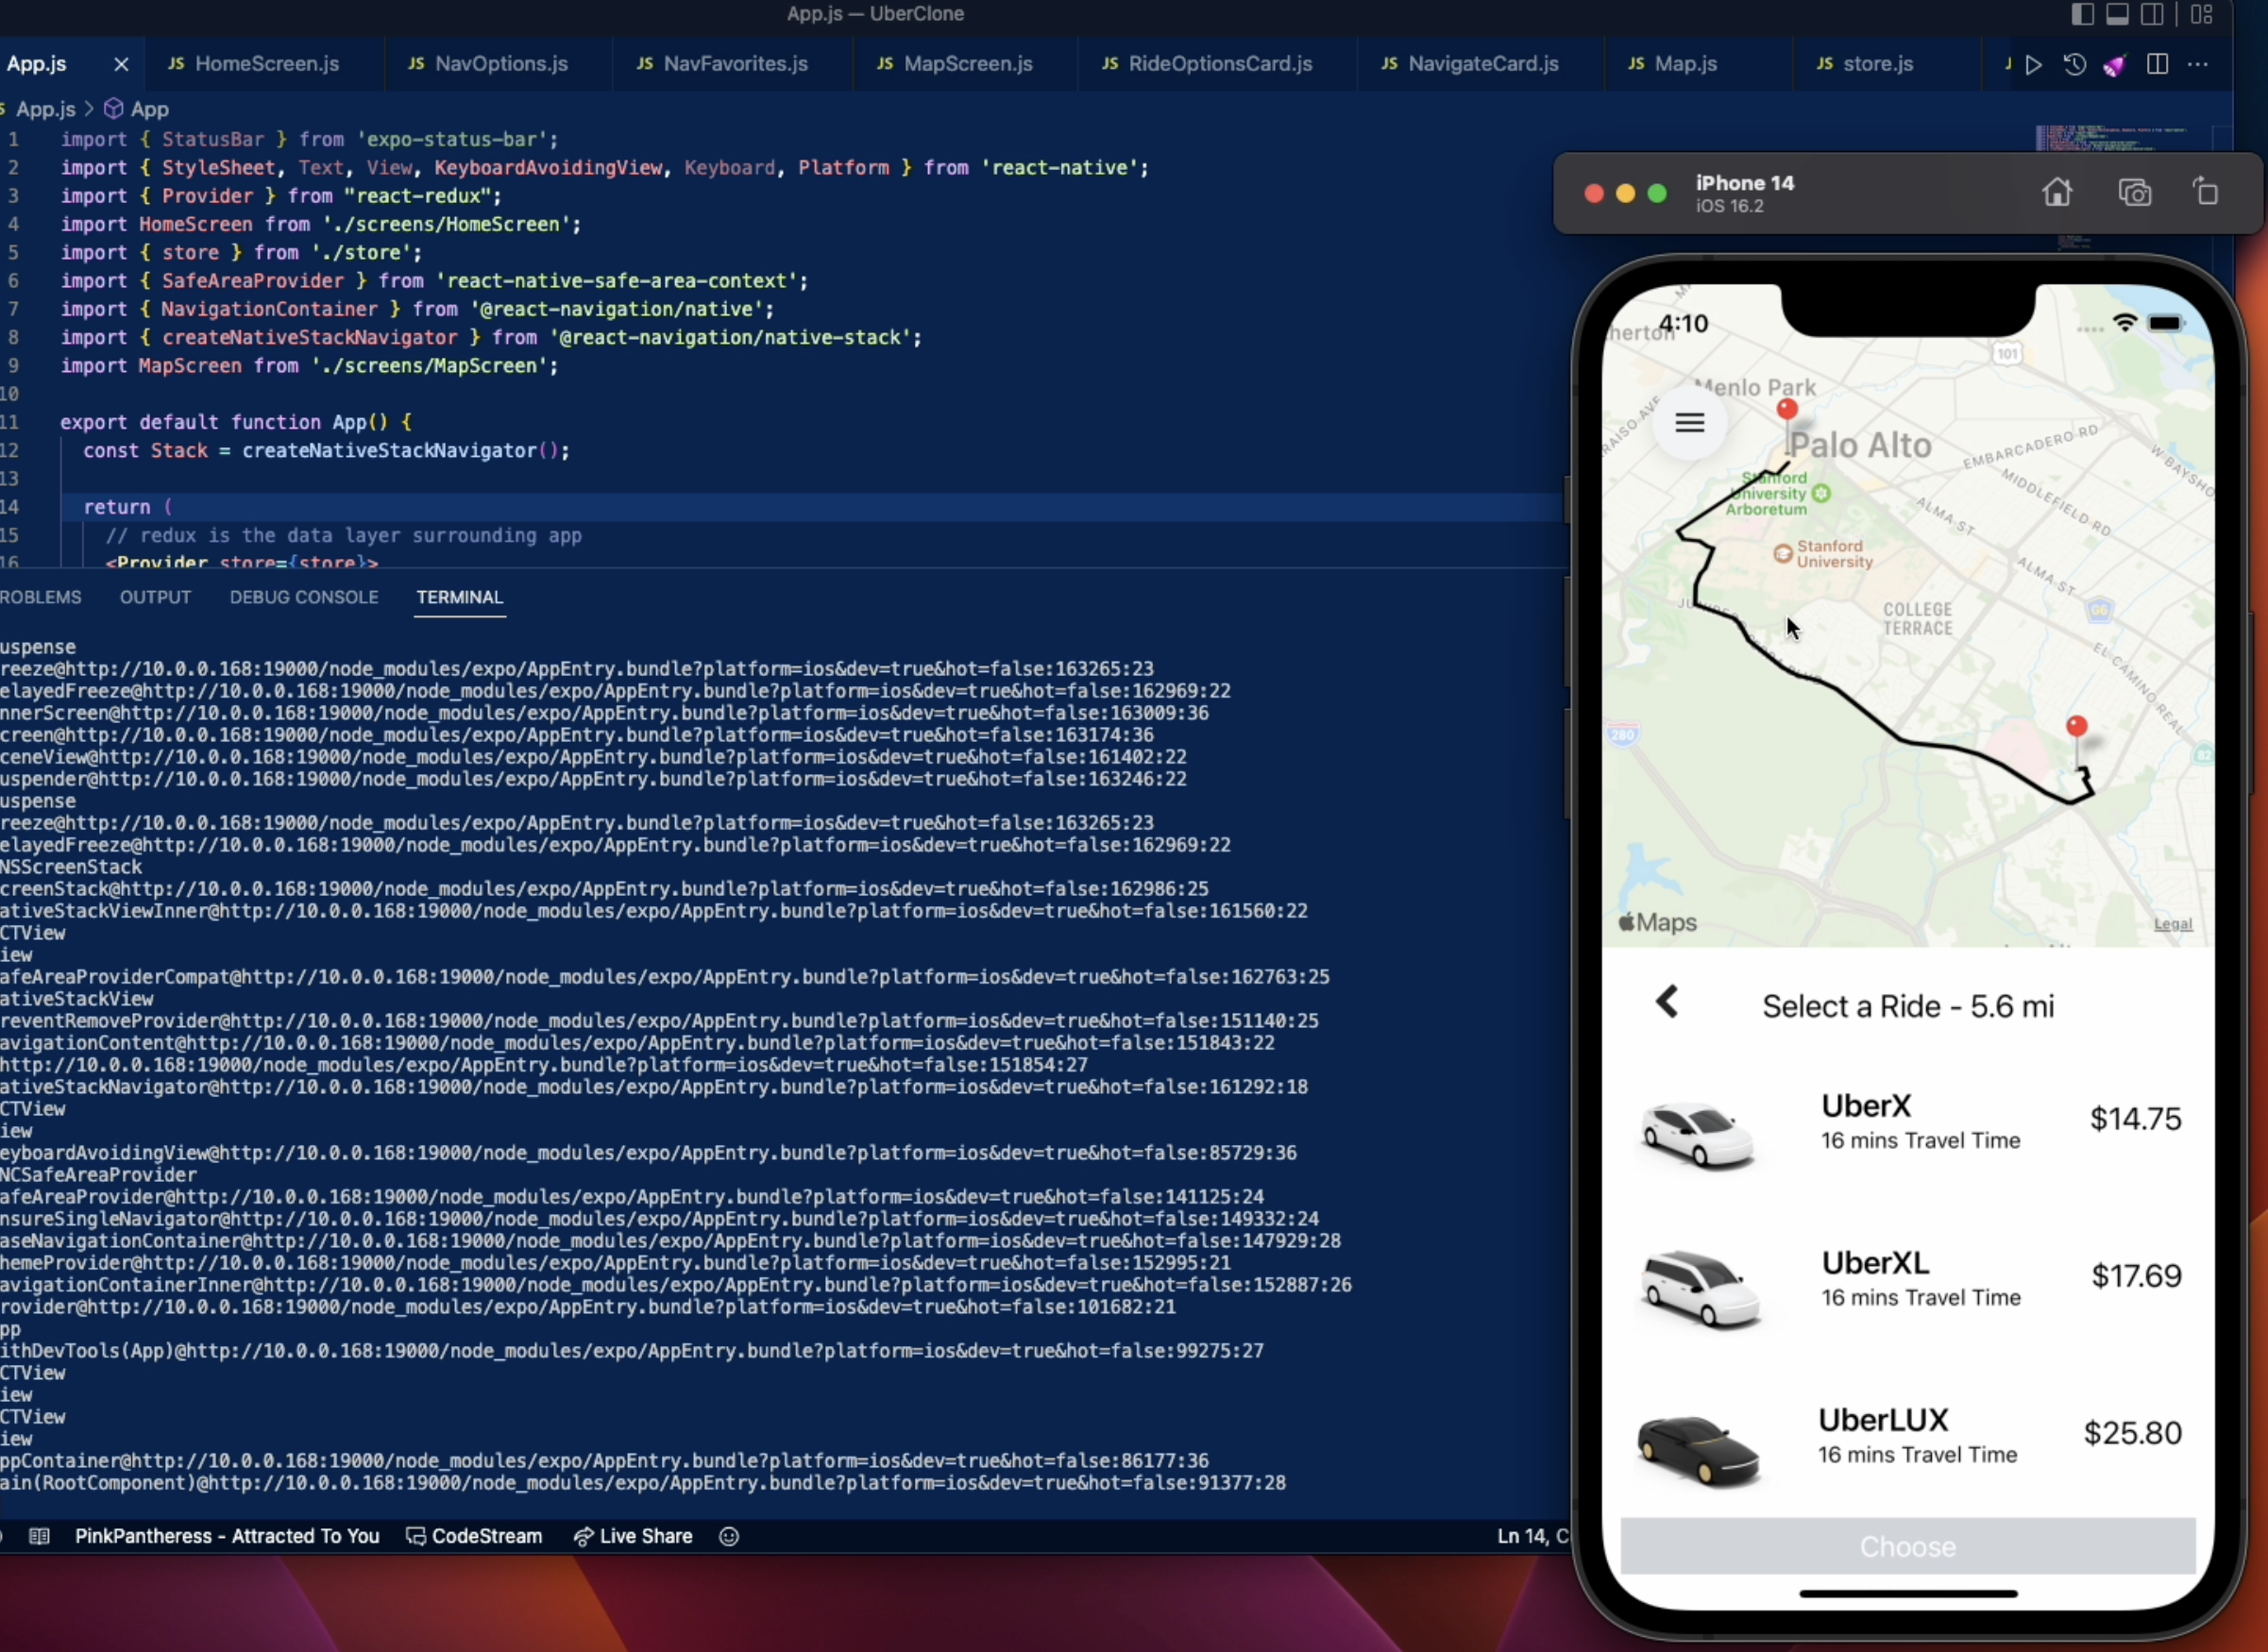 App.js — UberClone
App.js
JS HomeScreen.js
JS NavOptions.js
JS NavFavorites.js
JS MapScreen.js
JS RideOptionsCard.js
JS NavigateCard.js
JS Map.js
JS store.js
App.js > App
1 import { StatusBar } from 'expo-status-bar';
2 import { StyleSheet, Text, View, KeyboardAvoidingView, Keyboard, Platform } from 'react-native';
3 import { Provider } from "react-redux";
4 import HomeScreen from './screens/HomeScreen';
5 import { store } from './store';
6 import { SafeAreaProvider } from 'react-native-safe-area-context';
7 import { NavigationContainer } from '@react-navigation/native';
8 import { createNativeStackNavigator } from '@react-navigation/native-stack';
9 import MapScreen from './screens/MapScreen';
10
11 export default function App() {
12 const Stack = createNativeStackNavigator();
13
14 return (
15 // redux is the data layer surrounding app
16 <Provider store={store}>
ROBLEMS OUTPUT DEBUG CONSOLE TERMINAL
uspense
reeze@http://10.0.0.168:19000/node_modules/expo/AppEntry.bundle?platform=ios&dev=true&hot=false:163265:23
elayedFreeze@http://10.0.0.168:19000/node_modules/expo/AppEntry.bundle?platform=ios&dev=true&hot=false:162969:22
nnerScreen@http://10.0.0.168:19000/node_modules/expo/AppEntry.bundle?platform=ios&dev=true&hot=false:163009:36
creen@http://10.0.0.168:19000/node_modules/expo/AppEntry.bundle?platform=ios&dev=true&hot=false:163174:36
ceneView@http://10.0.0.168:19000/node_modules/expo/AppEntry.bundle?platform=ios&dev=true&hot=false:161402:22
uspender@http://10.0.0.168:19000/node_modules/expo/AppEntry.bundle?platform=ios&dev=true&hot=false:163246:22
uspense
reeze@http://10.0.0.168:19000/node_modules/expo/AppEntry.bundle?platform=ios&dev=true&hot=false:163265:23
elayedFreeze@http://10.0.0.168:19000/node_modules/expo/AppEntry.bundle?platform=ios&dev=true&hot=false:162969:22
NSScreenStack
creenStack@http://10.0.0.168:19000/node_modules/expo/AppEntry.bundle?platform=ios&dev=true&hot=false:162986:25
ativeStackViewInner@http://10.0.0.168:19000/node_modules/expo/AppEntry.bundle?platform=ios&dev=true&hot=false:161560:22
CTView
iew
afeAreaProviderCompat@http://10.0.0.168:19000/node_modules/expo/AppEntry.bundle?platform=ios&dev=true&hot=false:162763:25
ativeStackView
reventRemoveProvider@http://10.0.0.168:19000/node_modules/expo/AppEntry.bundle?platform=ios&dev=true&hot=false:151140:25
avigationContent@http://10.0.0.168:19000/node_modules/expo/AppEntry.bundle?platform=ios&dev=true&hot=false:151843:22
http://10.0.0.168:19000/node_modules/expo/AppEntry.bundle?platform=ios&dev=true&hot=false:151854:27
ativeStackNavigator@http://10.0.0.168:19000/node_modules/expo/AppEntry.bundle?platform=ios&dev=true&hot=false:161292:18
CTView
iew
eyboardAvoidingView@http://10.0.0.168:19000/node_modules/expo/AppEntry.bundle?platform=ios&dev=true&hot=false:85729:36
NCSafeAreaProvider
afeAreaProvider@http://10.0.0.168:19000/node_modules/expo/AppEntry.bundle?platform=ios&dev=true&hot=false:141125:24
nsureSingleNavigator@http://10.0.0.168:19000/node_modules/expo/AppEntry.bundle?platform=ios&dev=true&hot=false:149332:24
aseNavigationContainer@http://10.0.0.168:19000/node_modules/expo/AppEntry.bundle?platform=ios&dev=true&hot=false:147929:28
hemeProvider@http://10.0.0.168:19000/node_modules/expo/AppEntry.bundle?platform=ios&dev=true&hot=false:152995:21
avigationContainerInner@http://10.0.0.168:19000/node_modules/expo/AppEntry.bundle?platform=ios&dev=true&hot=false:152887:26
rovider@http://10.0.0.168:19000/node_modules/expo/AppEntry.bundle?platform=ios&dev=true&hot=false:101682:21
pp
ithDevTools(App)@http://10.0.0.168:19000/node_modules/expo/AppEntry.bundle?platform=ios&dev=true&hot=false:99275:27
CTView
iew
CTView
iew
ppContainer@http://10.0.0.168:19000/node_modules/expo/AppEntry.bundle?platform=ios&dev=true&hot=false:86177:36
ain(RootComponent)@http://10.0.0.168:19000/node_modules/expo/AppEntry.bundle?platform=ios&dev=true&hot=false:91377:28
PinkPantheress - Attracted To You CodeStream Live Share Ln 14, C
iPhone 14
iOS 16.2
4:10
herton
101
Menlo Park
Palo Alto
EMBARCADERO RD
W BAYSHO
RAISO AVE
MIDDLEFIELD RD
Stanford
University
Arboretum
ALMA ST
Stanford
University
ALMA ST
COLLEGE
TERRACE
G6
EL CAMINO REAL
280
82
Maps
Legal
Select a Ride - 5.6 mi
UberX
16 mins Travel Time
$14.75
UberXL
16 mins Travel Time
$17.69
UberLUX
16 mins Travel Time
$25.80
Choose